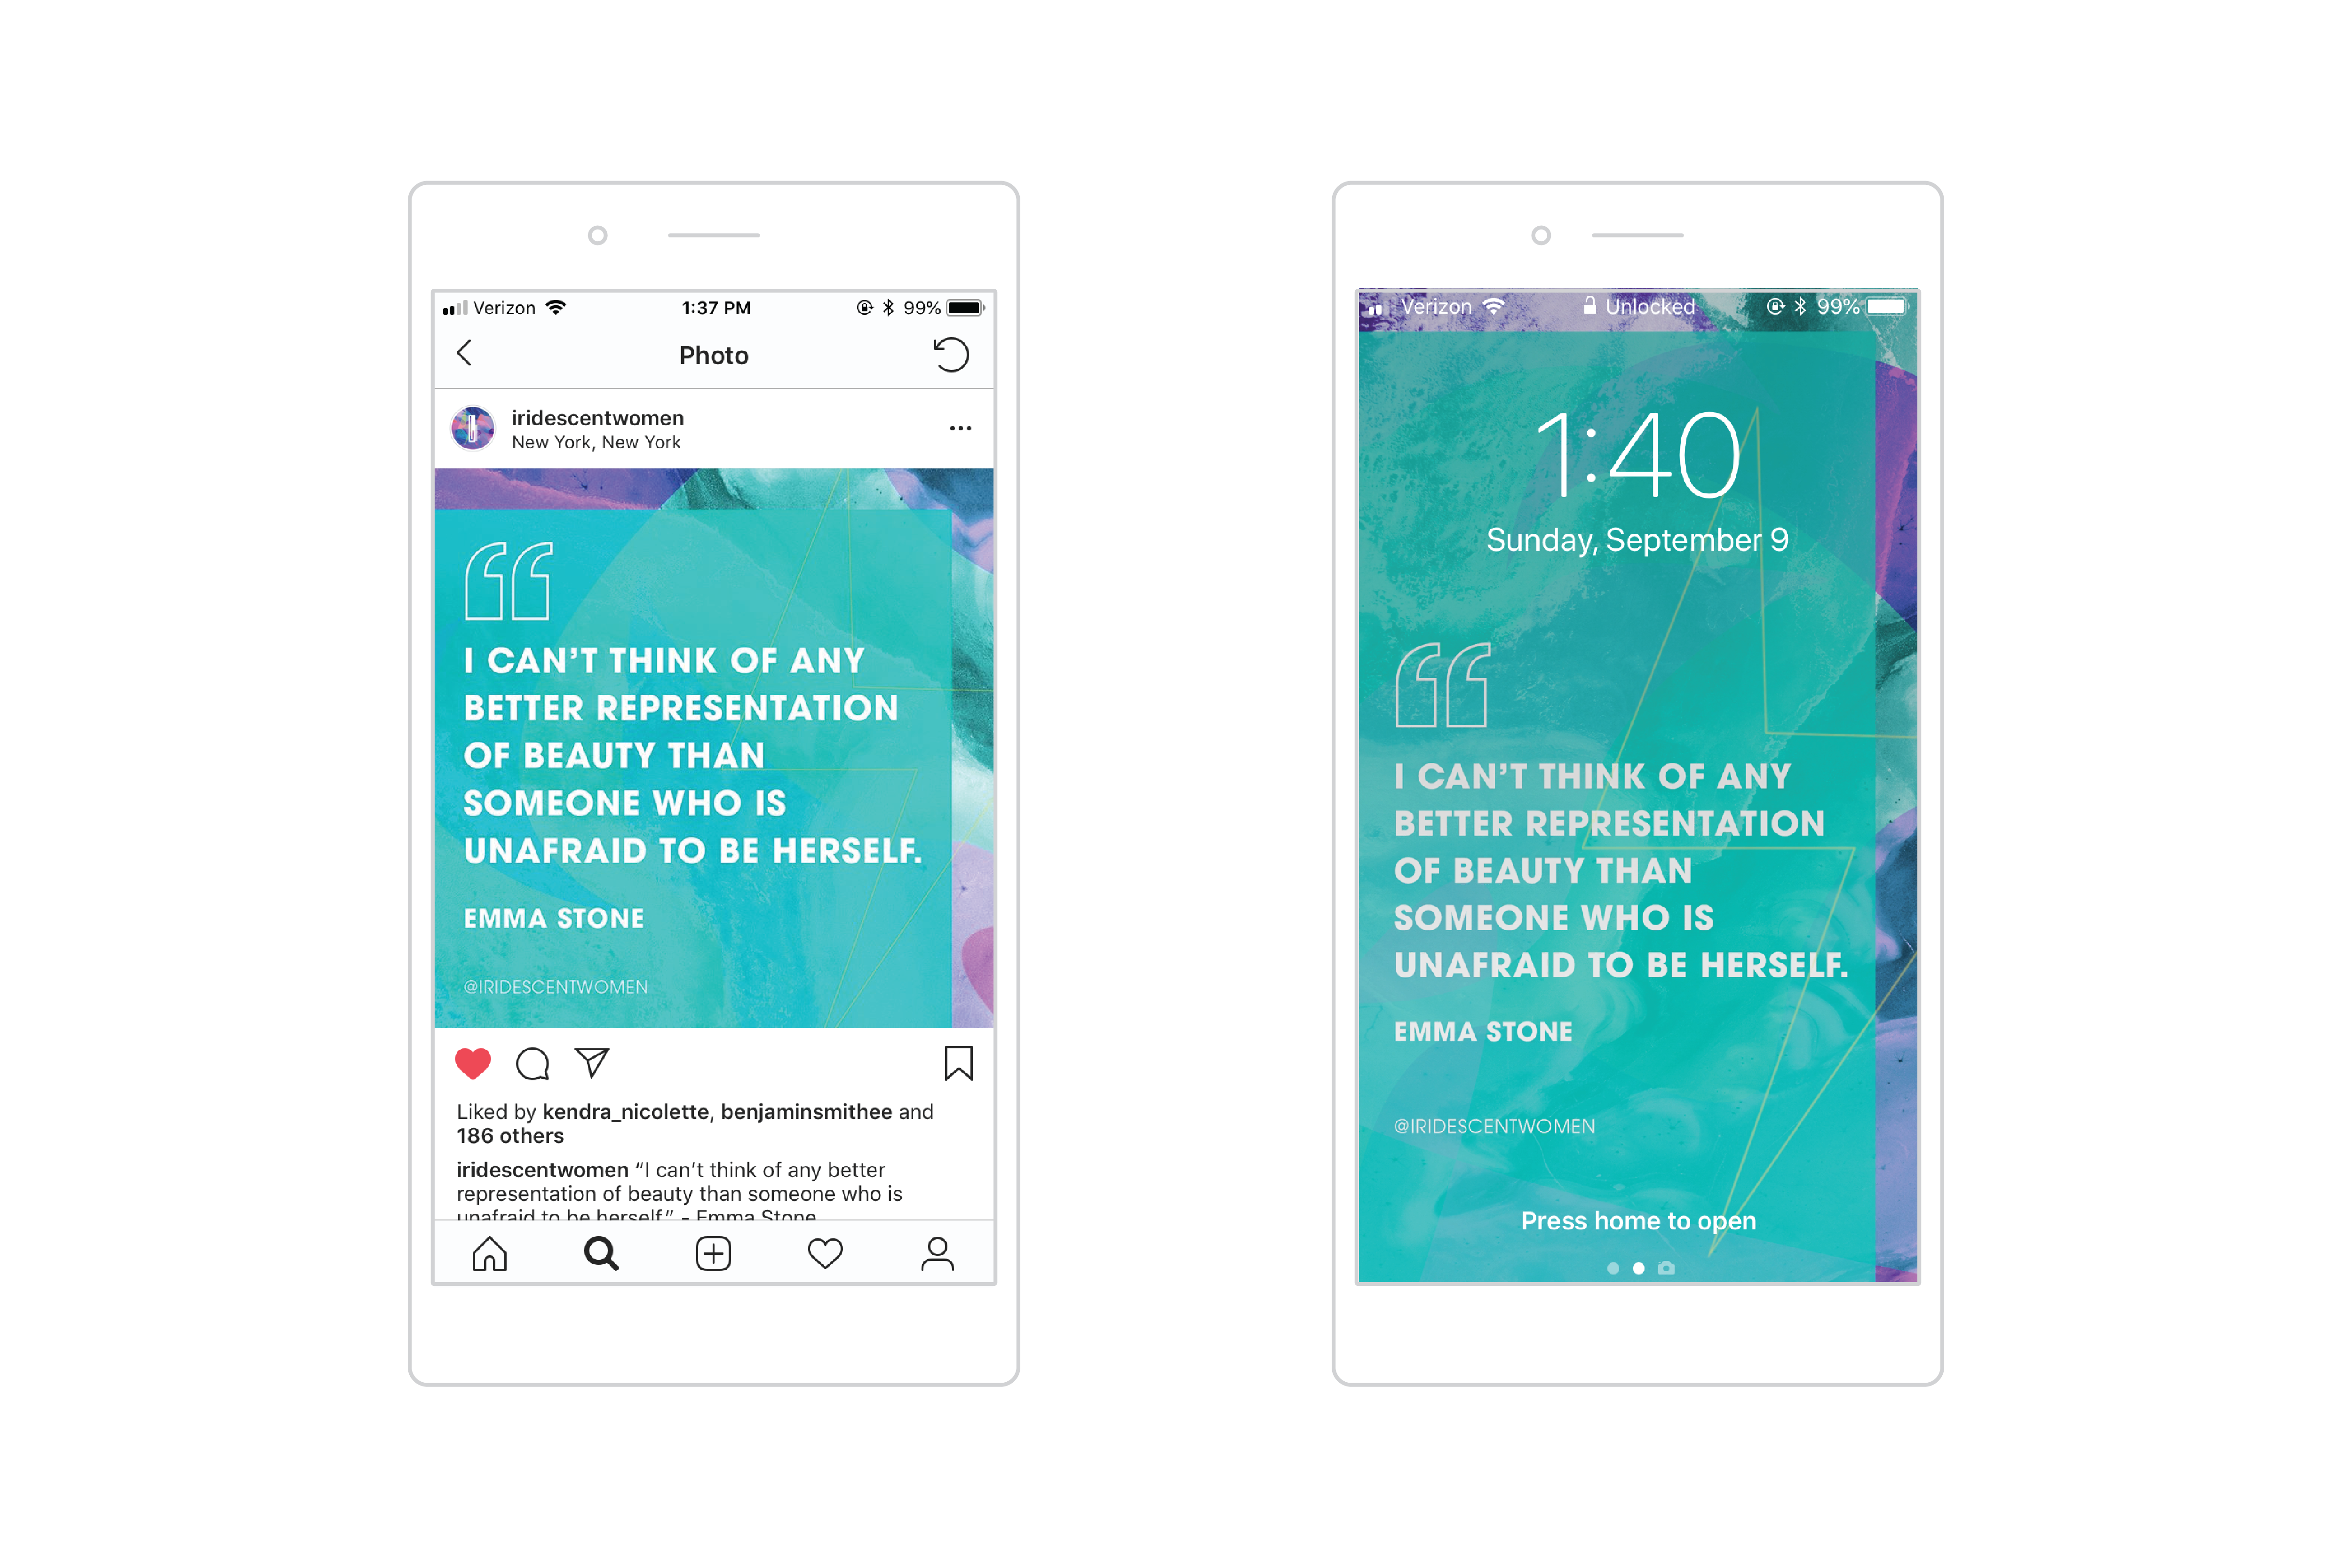 Verizon 1:37 PM 99%
Photo
iridescentwomen
New York, New York
“
I CAN’T THINK OF ANY
BETTER REPRESENTATION
OF BEAUTY THAN
SOMEONE WHO IS
UNAFRAID TO BE HERSELF.
EMMA STONE
@IRIDESCENTWOMEN
Liked by kendra_nicolette, benjaminsmithee and
186 others
iridescentwomen “I can’t think of any better
representation of beauty than someone who is
unafraid to be herself.” - Emma Stone
Verizon Unlocked 99%
1:40
Sunday, September 9
“
I CAN’T THINK OF ANY
BETTER REPRESENTATION
OF BEAUTY THAN
SOMEONE WHO IS
UNAFRAID TO BE HERSELF.
EMMA STONE
@IRIDESCENTWOMEN
Press home to open